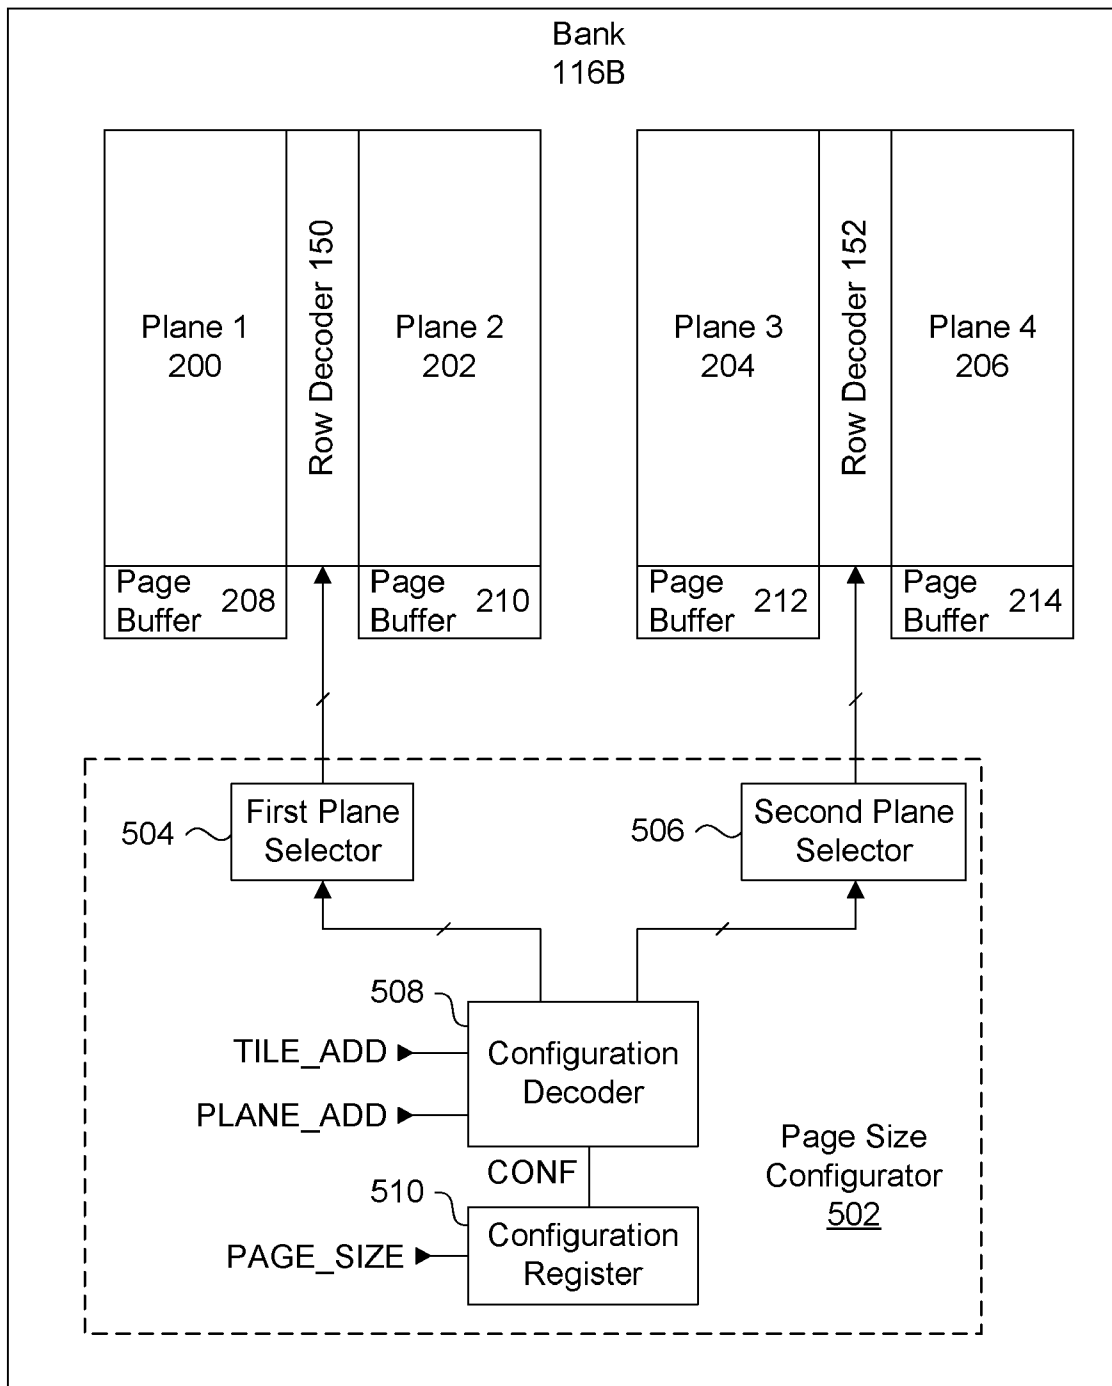 Bank
116B
Plane 1
200
Row Decoder 150
Plane 2
202
Plane 3
204
Row Decoder 152
Plane 4
206
Page
Buffer 208
Page
Buffer 210
Page
Buffer 212
Page
Buffer 214
504
First Plane
Selector
506
Second Plane
Selector
508
TILE_ADD
PLANE_ADD
Configuration
Decoder
CONF
510
PAGE_SIZE
Configuration
Register
Page Size
Configurator
502